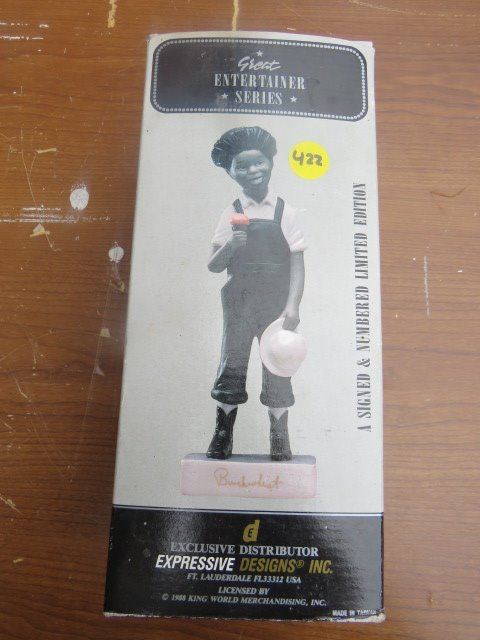 Great
ENTERTAINER
★ SERIES ★
422
A SIGNED & NUMBERED LIMITED EDITION
Buckwheat
EXCLUSIVE DISTRIBUTOR
EXPRESSIVE DESIGNS® INC.
FT. LAUDERDALE FL33312 USA
LICENSED BY
© 1988 KING WORLD MERCHANDISING, INC.
MADE IN TAIWAN